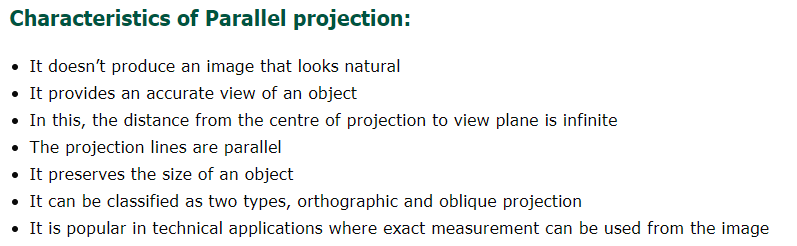 Characteristics of Parallel projection:
• It doesn’t produce an image that looks natural
• It provides an accurate view of an object
• In this, the distance from the centre of projection to view plane is infinite
• The projection lines are parallel
• It preserves the size of an object
• It can be classified as two types, orthographic and oblique projection
• It is popular in technical applications where exact measurement can be used from the image